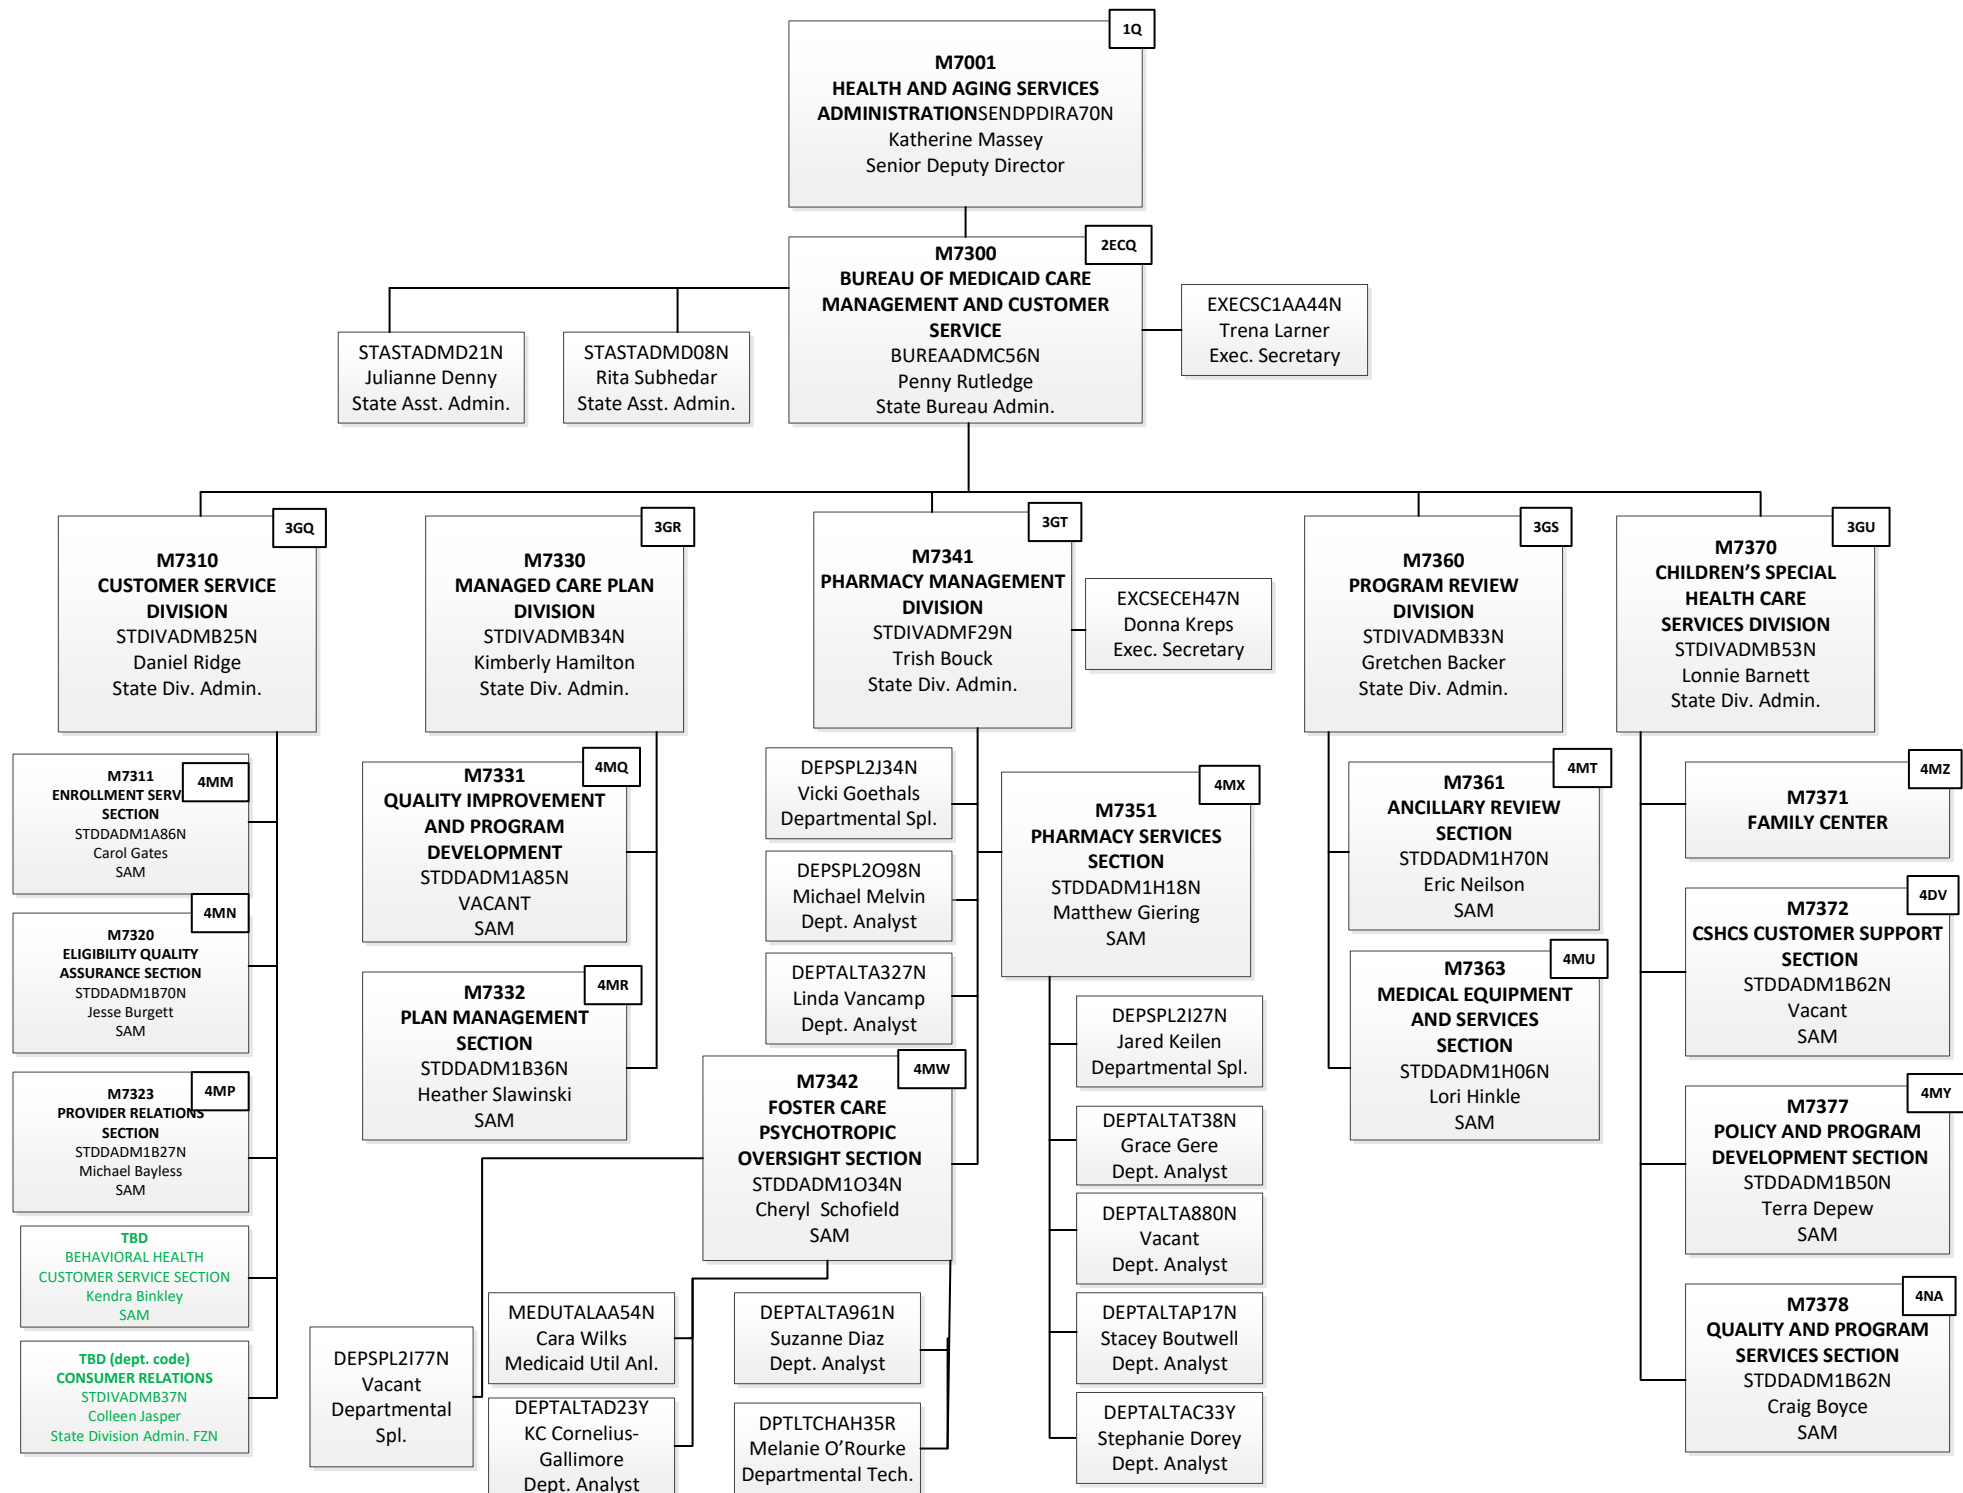 1Q
M7001
HEALTH AND AGING SERVICES
ADMINISTRATIONSENDPDIRA70N
Katherine Massey
Senior Deputy Director
2ECQ
M7300
BUREAU OF MEDICAID CARE
MANAGEMENT AND CUSTOMER
SERVICE
BUREAADMC56N
Penny Rutledge
State Bureau Admin.
EXECSC1AA44N
Trena Larner
Exec. Secretary
STASTADMD21N
Julianne Denny
State Asst. Admin.
STASTADMD08N
Rita Subhedar
State Asst. Admin.
3GQ
M7310
CUSTOMER SERVICE
DIVISION
STDIVADMB25N
Daniel Ridge
State Div. Admin.
3GR
M7330
MANAGED CARE PLAN
DIVISION
STDIVADMB34N
Kimberly Hamilton
State Div. Admin.
3GT
M7341
PHARMACY MANAGEMENT
DIVISION
STDIVADMF29N
Trish Bouck
State Div. Admin.
EXCSECEH47N
Donna Kreps
Exec. Secretary
3GS
M7360
PROGRAM REVIEW
DIVISION
STDIVADMB33N
Gretchen Backer
State Div. Admin.
3GU
M7370
CHILDREN’S SPECIAL
HEALTH CARE
SERVICES DIVISION
STDIVADMB53N
Lonnie Barnett
State Div. Admin.
4MM
M7311
ENROLLMENT SERV
SECTION
STDDADM1A86N
Carol Gates
SAM
4MN
M7320
ELIGIBILITY QUALITY
ASSURANCE SECTION
STDDADM1B70N
Jesse Burgett
SAM
4MP
M7323
PROVIDER RELATIONS
SECTION
STDDADM1B27N
Michael Bayless
SAM
TBD
BEHAVIORAL HEALTH
CUSTOMER SERVICE SECTION
Kendra Binkley
SAM
TBD (dept. code)
CONSUMER RELATIONS
STDIVADMB37N
Colleen Jasper
State Division Admin. FZN
4MQ
M7331
QUALITY IMPROVEMENT
AND PROGRAM
DEVELOPMENT
STDDADM1A85N
VACANT
SAM
4MR
M7332
PLAN MANAGEMENT
SECTION
STDDADM1B36N
Heather Slawinski
SAM
DEPSPL2J34N
Vicki Goethals
Departmental Spl.
DEPSPL2O98N
Michael Melvin
Dept. Analyst
DEPTALTA327N
Linda Vancamp
Dept. Analyst
4MW
M7342
FOSTER CARE
PSYCHOTROPIC
OVERSIGHT SECTION
STDDADM1O34N
Cheryl  Schofield
SAM
DEPSPL2I77N
Vacant
Departmental
Spl.
MEDUTALAA54N
Cara Wilks
Medicaid Util Anl.
DEPTALTAD23Y
KC Cornelius-
Gallimore
Dept. Analyst
DEPTALTA961N
Suzanne Diaz
Dept. Analyst
DPTLTCHAH35R
Melanie O’Rourke
Departmental Tech.
4MX
M7351
PHARMACY SERVICES
SECTION
STDDADM1H18N
Matthew Giering
SAM
DEPSPL2I27N
Jared Keilen
Departmental Spl.
DEPTALTAT38N
Grace Gere
Dept. Analyst
DEPTALTA880N
Vacant
Dept. Analyst
DEPTALTAP17N
Stacey Boutwell
Dept. Analyst
DEPTALTAC33Y
Stephanie Dorey
Dept. Analyst
4MT
M7361
ANCILLARY REVIEW
SECTION
STDDADM1H70N
Eric Neilson
SAM
4MU
M7363
MEDICAL EQUIPMENT
AND SERVICES
SECTION
STDDADM1H06N
Lori Hinkle
SAM
4MZ
M7371
FAMILY CENTER
4DV
M7372
CSHCS CUSTOMER SUPPORT
SECTION
STDDADM1B62N
Vacant
SAM
4MY
M7377
POLICY AND PROGRAM
DEVELOPMENT SECTION
STDDADM1B50N
Terra Depew
SAM
4NA
M7378
QUALITY AND PROGRAM
SERVICES SECTION
STDDADM1B62N
Craig Boyce
SAM